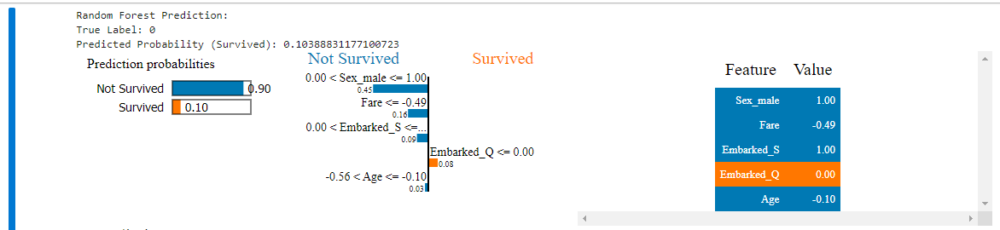 Random Forest Prediction:
True Label: 0
Predicted Probability (Survived): 0.10388831177100723
Prediction probabilities
Not Survived 0.90
Survived 0.10
Not Survived Survived
0.00 < Sex_male <= 1.00
0.45
Fare <= -0.49
0.16
0.00 < Embarked_S <=...
0.09
Embarked_Q <= 0.00
0.08
-0.56 < Age <= -0.10
0.03
Feature Value
Sex_male 1.00
Fare -0.49
Embarked_S 1.00
Embarked_Q 0.00
Age -0.10